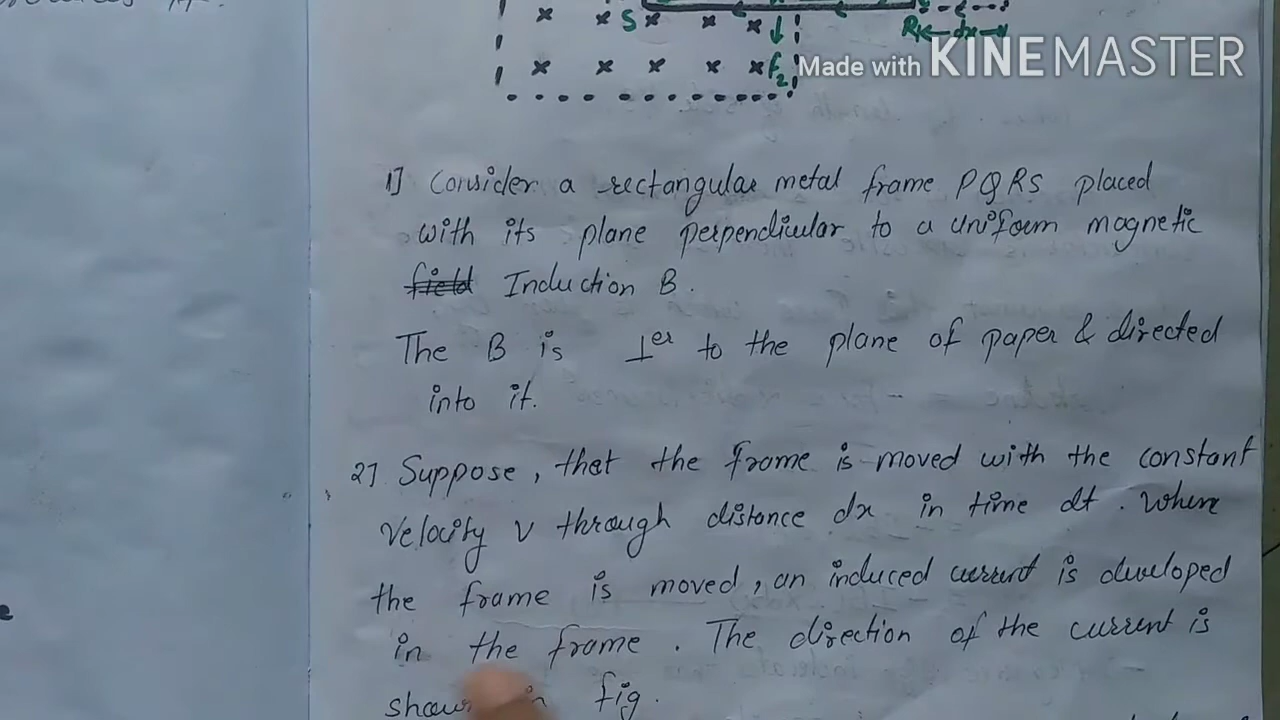 S
R
dx
F2
Made with KINEMASTER
1] Consider a rectangular metal frame PQRS placed
with its plane perpendicular to a uniform magnetic
field Induction B.
The B is ⊥er to the plane of paper & directed
into it.
2] Suppose, that the frame is moved with the constant
velocity v through distance dx in time dt. Where
the frame is moved, an induced current is developed
in the frame. The direction of the current is
fig.